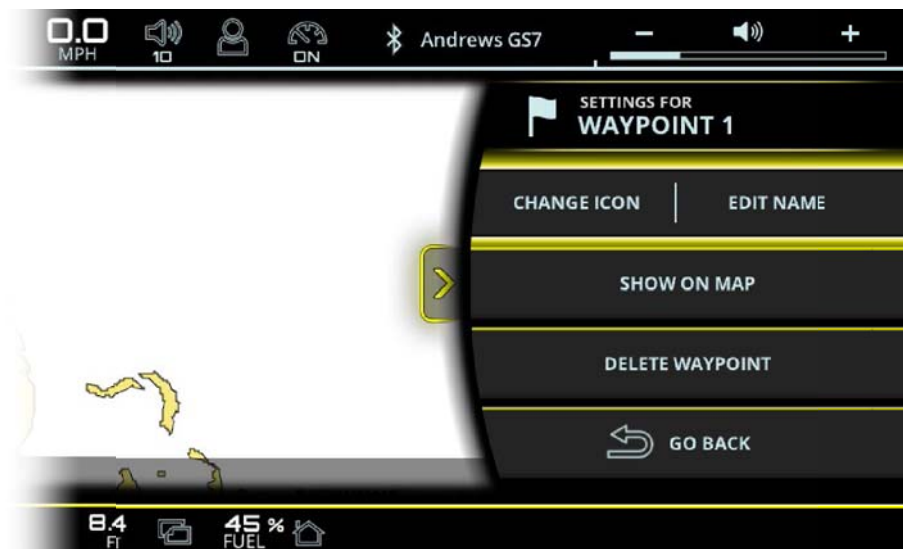 0.0
MPH
10
ON
Andrews GS7
SETTINGS FOR
WAYPOINT 1
CHANGE ICON
EDIT NAME
SHOW ON MAP
DELETE WAYPOINT
GO BACK
8.4
FT
45 %
FUEL